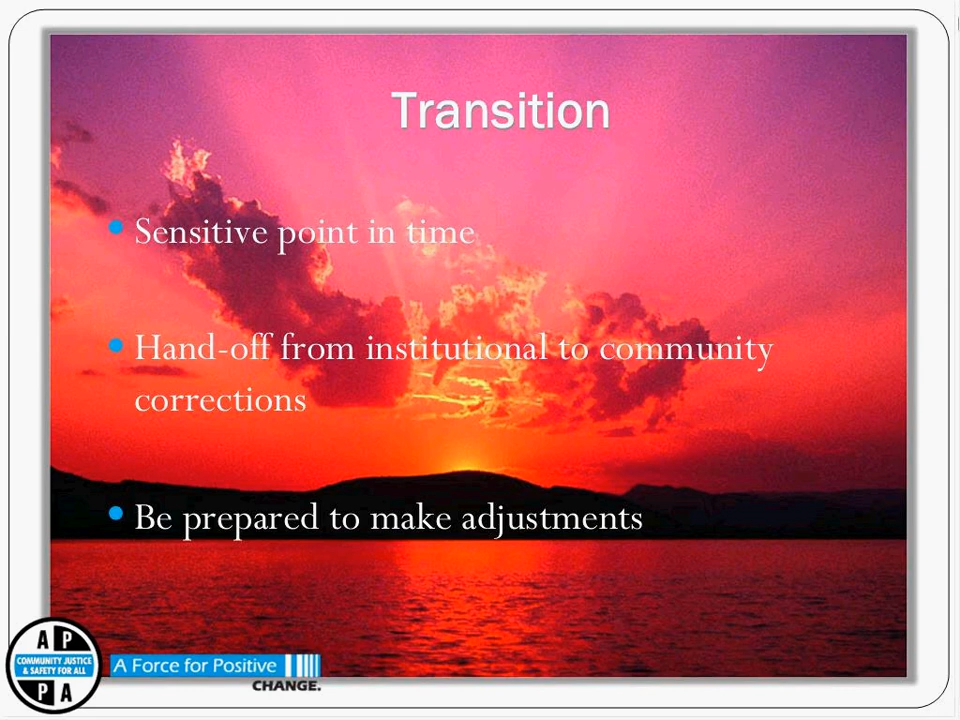 Transition
Sensitive point in time
Hand-off from institutional to community
corrections
Be prepared to make adjustments
A P
COMMUNITY JUSTICE
& SAFETY FOR ALL
P A
A Force for Positive
CHANGE.